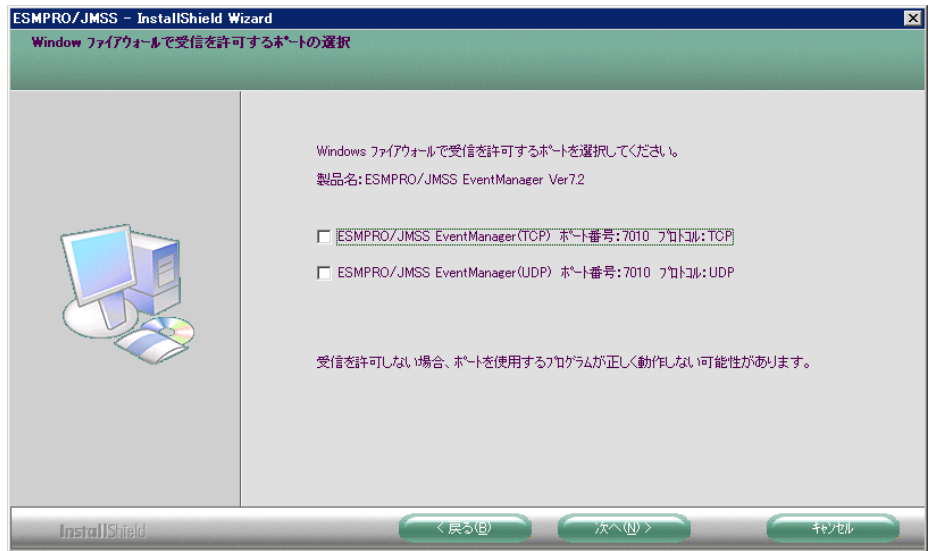 ESMPRO/JMSS - InstallShield Wizard
Window ファイアウォールで受信を許可するポートの選択
Windows ファイアウォールで受信を許可するポートを選択してください。
製品名:ESMPRO/JMSS EventManager Ver7.2
ESMPRO/JMSS EventManager(TCP) ポート番号:7010 プロトコル:TCP
ESMPRO/JMSS EventManager(UDP) ポート番号:7010 プロトコル:UDP
受信を許可しない場合、ポートを使用するプログラムが正しく動作しない可能性があります。
InstallShield
< 戻る(B)
次へ(N) >
キャンセル